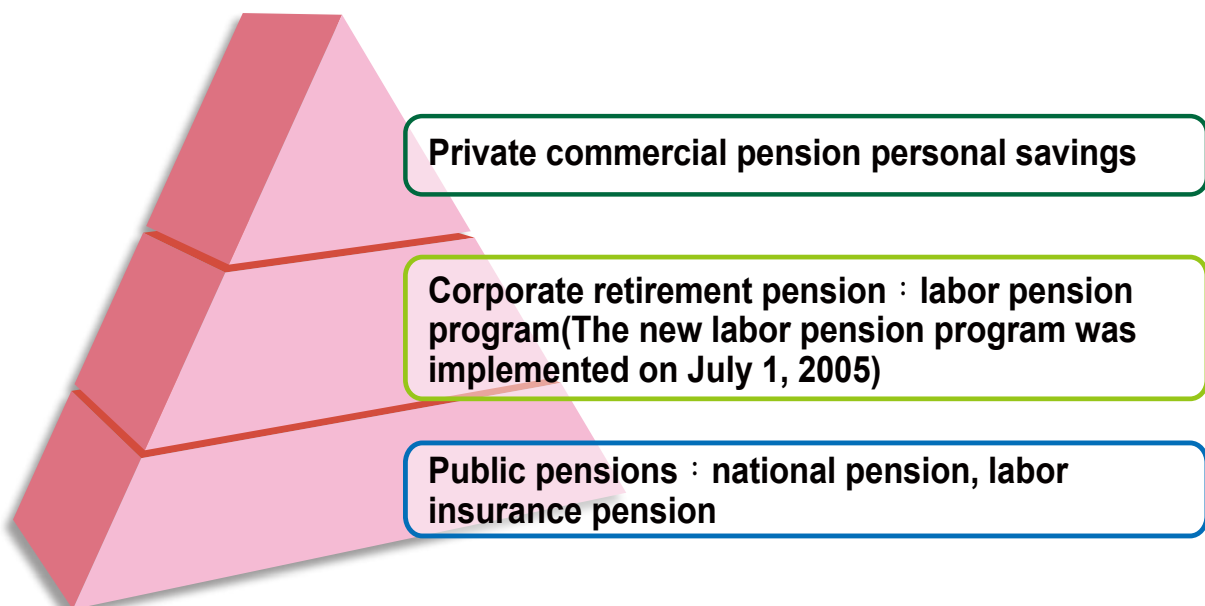 Private commercial pension personal savings
Corporate retirement pension：labor pension
program(The new labor pension program was
implemented on July 1, 2005)
Public pensions：national pension, labor
insurance pension